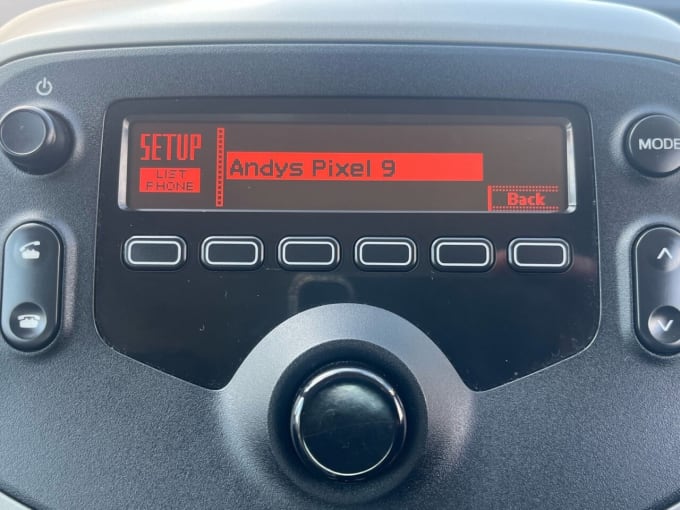 SETUP
LIST
PHONE
Andys Pixel 9
Back
MODE